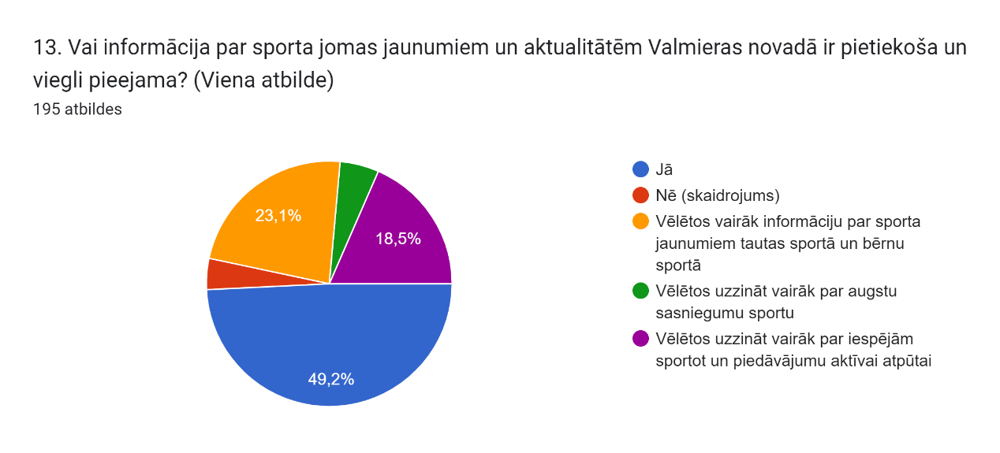 13. Vai informācija par sporta jomas jaunumiem un aktualitātēm Valmieras novadā ir pietiekoša un
viegli pieejama? (Viena atbilde)
195 atbildes
Jā
Nē (skaidrojums)
Vēlētos vairāk informāciju par sporta
jaunumiem tautas sportā un bērnu
sportā
Vēlētos uzzināt vairāk par augstu
sasniegumu sportu
Vēlētos uzzināt vairāk par iespējām
sportot un piedāvājumu aktīvai atpūtai
23,1%
18,5%
49,2%